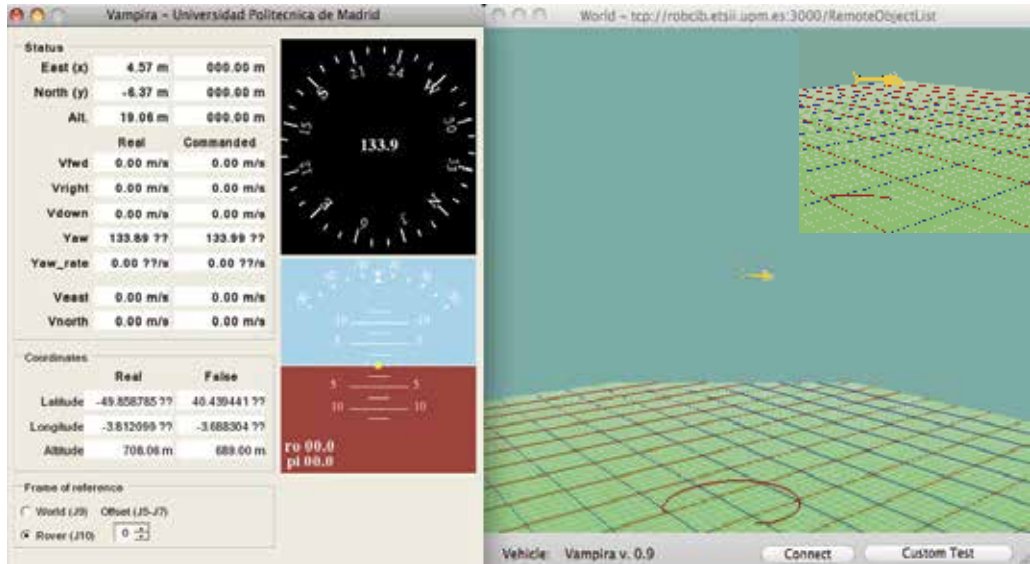 Vampira – Universidad Politecnica de Madrid
World – tcp://robcib.etsii.upm.es:3000/RemoteObjectList
Status
East (x) 4.57 m 000.00 m
North (y) -6.37 m 000.00 m
Alt. 19.06 m 000.00 m
Real Commanded
Vfwd 0.00 m/s 0.00 m/s
Vright 0.00 m/s 0.00 m/s
Vdown 0.00 m/s 0.00 m/s
Yaw 133.89 ?? 133.99 ??
Yaw_rate 0.00 ??/s 0.00 ??/s
Veast 0.00 m/s 0.00 m/s
Vnorth 0.00 m/s 0.00 m/s
Coordinates
Real False
Latitude -49.858785 ?? 40.439441 ??
Longitude -3.812099 ?? -3.688304 ??
Altitude 708.06 m 689.00 m
Frame of reference
World (J9) Offset (J5-J7)
Rover (J10) 0
21 24 W 30 33 N 3 6 E 12 15 S
133.9
5 5
10 10
ro 00.0
pi 00.0
Vehicle: Vampira v. 0.9 Connect Custom Test